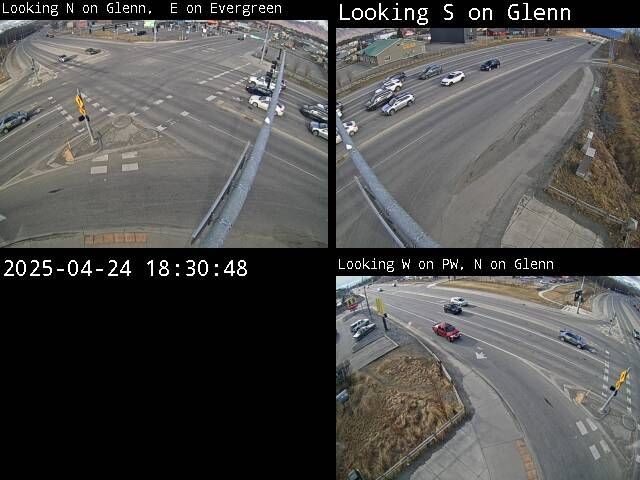 Looking N on Glenn,  E on Evergreen
Looking S on Glenn
2025-04-24 18:30:48
Looking W on PW, N on Glenn